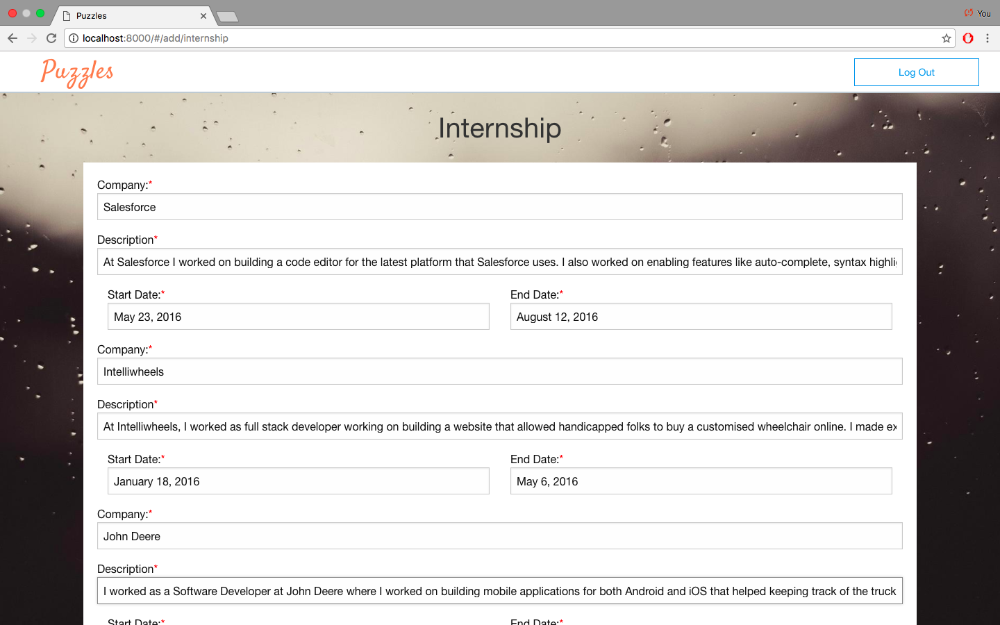 Puzzles
You
localhost:8000/#/add/internship
Puzzles
Log Out
Internship
Company:*
Salesforce
Description*
At Salesforce I worked on building a code editor for the latest platform that Salesforce uses. I also worked on enabling features like auto-complete, syntax highli
Start Date:* End Date:*
May 23, 2016 August 12, 2016
Company:*
Intelliwheels
Description*
At Intelliwheels, I worked as full stack developer working on building a website that allowed handicapped folks to buy a customised wheelchair online. I made ex
Start Date:* End Date:*
January 18, 2016 May 6, 2016
Company:*
John Deere
Description*
I worked as a Software Developer at John Deere where I worked on building mobile applications for both Android and iOS that helped keeping track of the truck
Start Date:* End Date:*